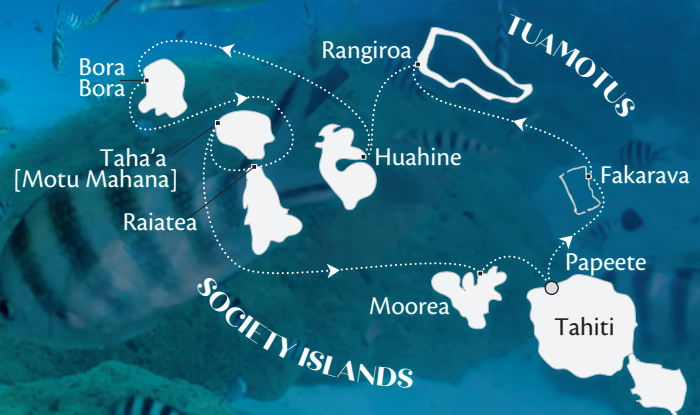 TUAMOTUS
Rangiroa
Bora
Bora
Taha'a
[Motu Mahana]
Huahine
Fakarava
Raiatea
Papeete
Moorea
Tahiti
SOCIETY ISLANDS